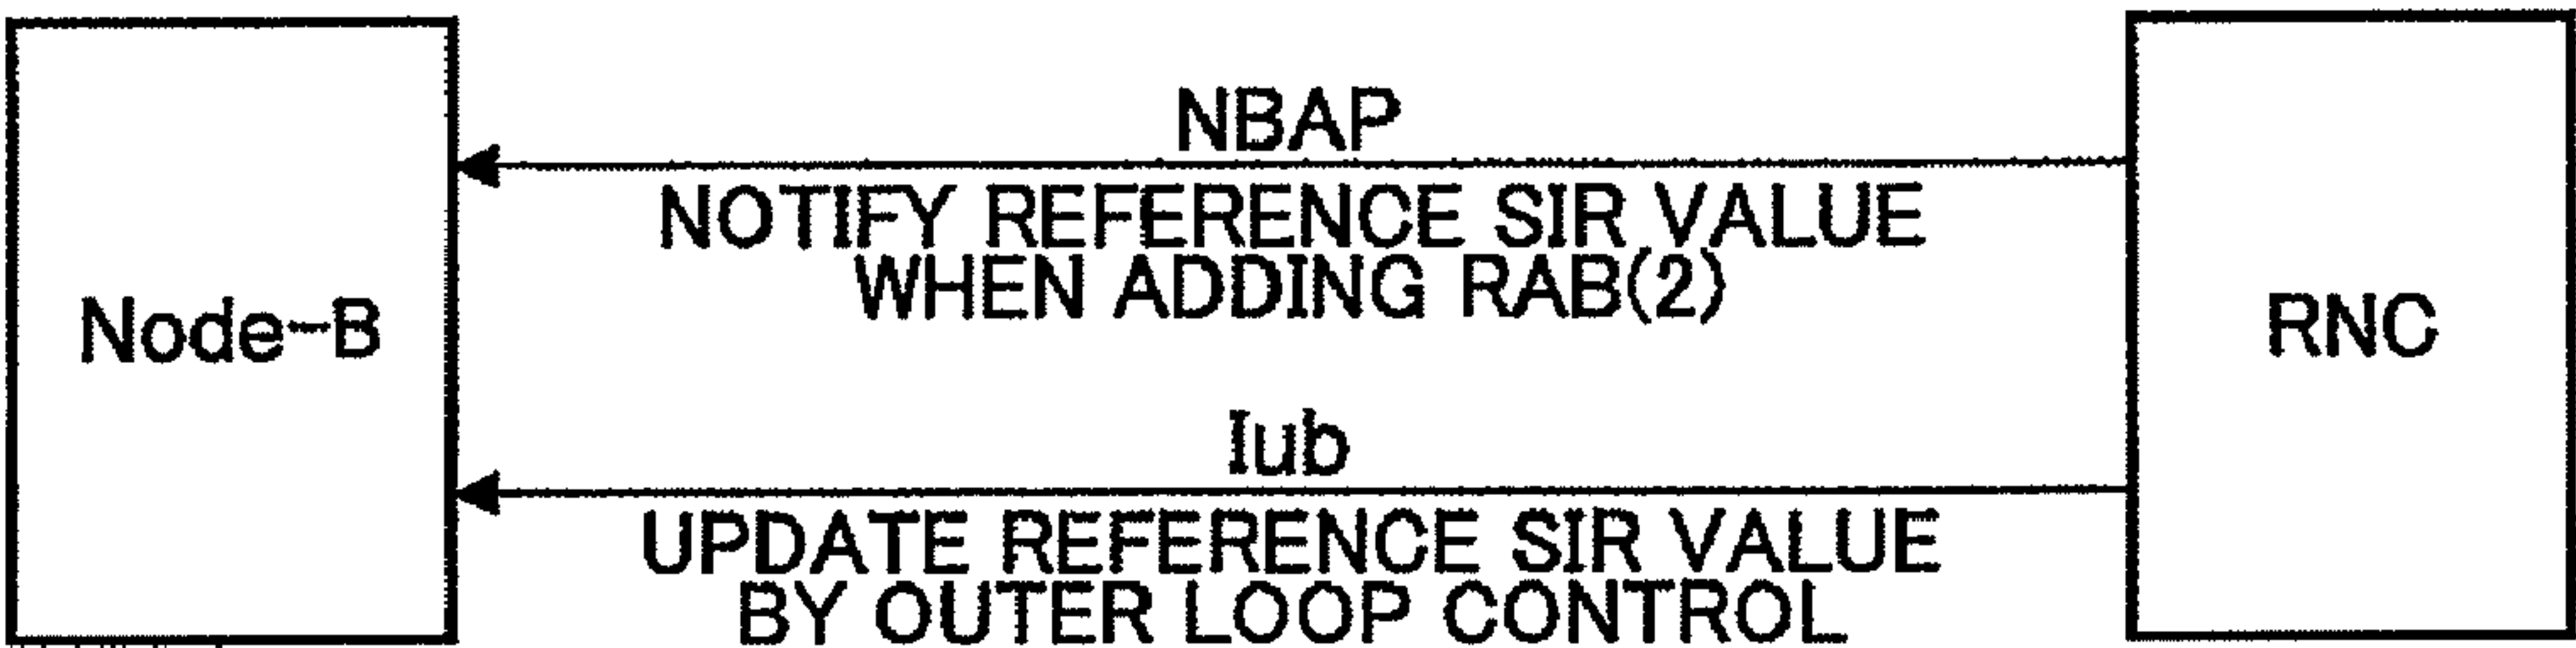 NBAP
NOTIFY REFERENCE SIR VALUE
WHEN ADDING RAB(2)
Node-B
RNC
Iub
UPDATE REFERENCE SIR VALUE
BY OUTER LOOP CONTROL